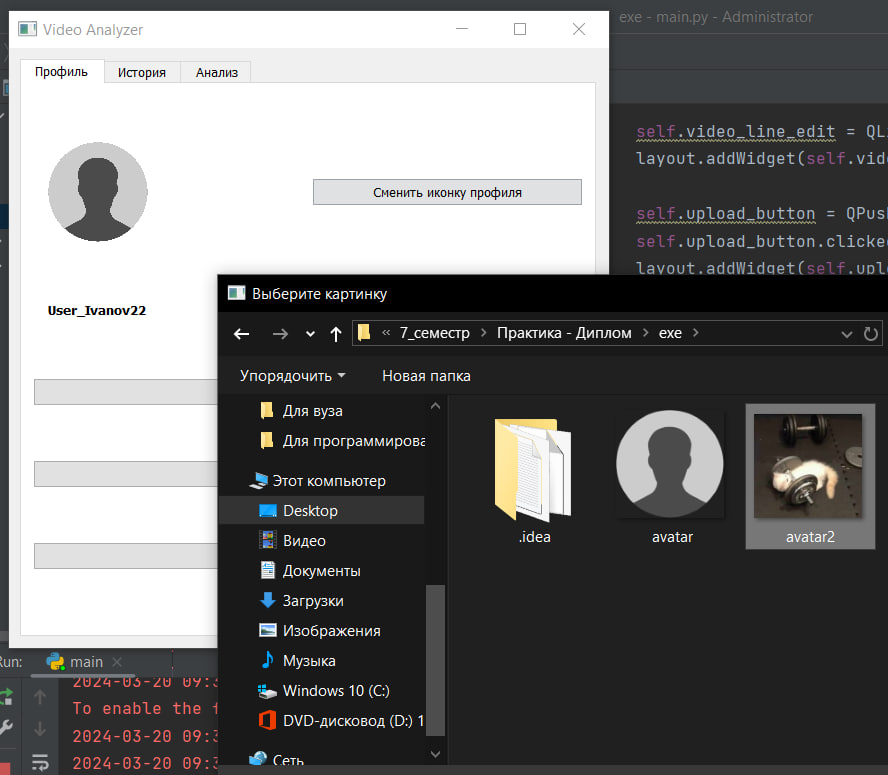 Video Analyzer
exe - main.py - Administrator
Профиль
История
Анализ
Сменить иконку профиля
User_Ivanov22
self.video_line_edit = QL
layout.addWidget(self.vid
self.upload_button = QPus
self.upload_button.clicke
layout.addWidget(self.upl
Выберите картинку
« 7_семестр > Практика - Диплом > exe >
Упорядочить
Новая папка
Для вуза
Для программирова
Этот компьютер
Desktop
Видео
Документы
Загрузки
Изображения
Музыка
Windows 10 (C:)
DVD-дисковод (D:) 1
Сеть
.idea
avatar
avatar2
Run:
main
2024-03-20 09:3
To enable the f
2024-03-20 09:3
2024-03-20 09:3